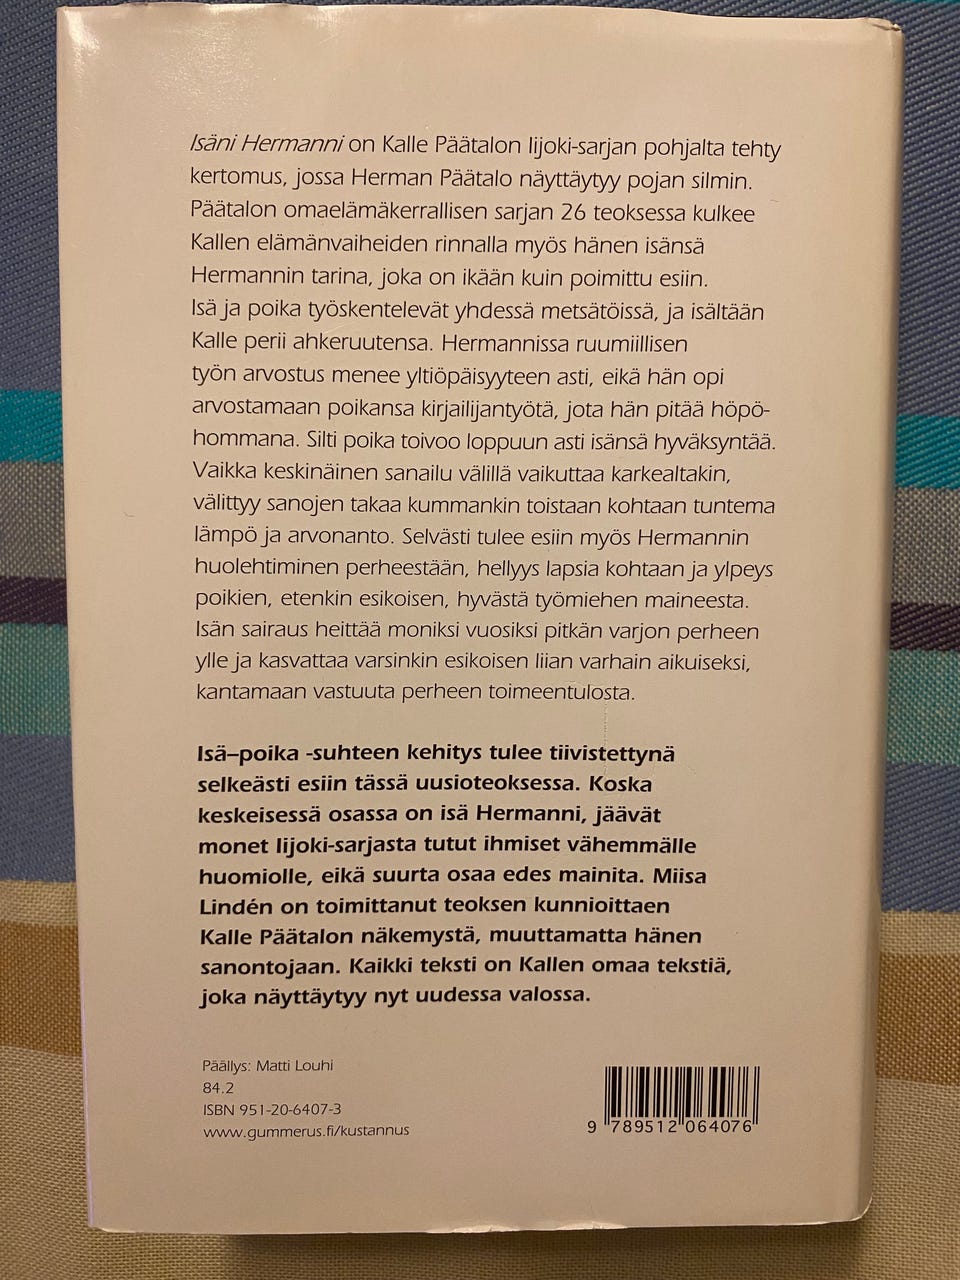 Isäni Hermanni on Kalle Päätalon Iijoki-sarjan pohjalta tehty
kertomus, jossa Herman Päätalo näyttäytyy pojan silmin.
Päätalon omaelämäkerrallisen sarjan 26 teoksessa kulkee
Kallen elämänvaiheiden rinnalla myös hänen isänsä
Hermannin tarina, joka on ikään kuin poimittu esiin.
Isä ja poika työskentelevät yhdessä metsätöissä, ja isältään
Kalle perii ahkeruutensa. Hermannissa ruumiillisen
työn arvostus menee yltiöpäisyyteen asti, eikä hän opi
arvostamaan poikansa kirjailijantyötä, jota hän pitää höpö-
hommana. Silti poika toivoo loppuun asti isänsä hyväksyntää.
Vaikka keskinäinen sanailu välillä vaikuttaa karkealtakin,
välittyy sanojen takaa kummankin toistaan kohtaan tuntema
lämpö ja arvonanto. Selvästi tulee esiin myös Hermannin
huolehtiminen perheestään, hellyys lapsia kohtaan ja ylpeys
poikien, etenkin esikoisen, hyvästä työmiehen maineesta.
Isän sairaus heittää moniksi vuosiksi pitkän varjon perheen
ylle ja kasvattaa varsinkin esikoisen liian varhain aikuiseksi,
kantamaan vastuuta perheen toimeentulosta.
Isä–poika -suhteen kehitys tulee tiivistettynä
selkeästi esiin tässä uusioteoksessa. Koska
keskeisessä osassa on isä Hermanni, jäävät
monet Iijoki-sarjasta tutut ihmiset vähemmälle
huomiolle, eikä suurta osaa edes mainita. Miisa
Lindén on toimittanut teoksen kunnioittaen
Kalle Päätalon näkemystä, muuttamatta hänen
sanontojaan. Kaikki teksti on Kallen omaa tekstiä,
joka näyttäytyy nyt uudessa valossa.
Päällys: Matti Louhi
84.2
ISBN 951-20-6407-3
www.gummerus.fi/kustannus
9 789512 064076